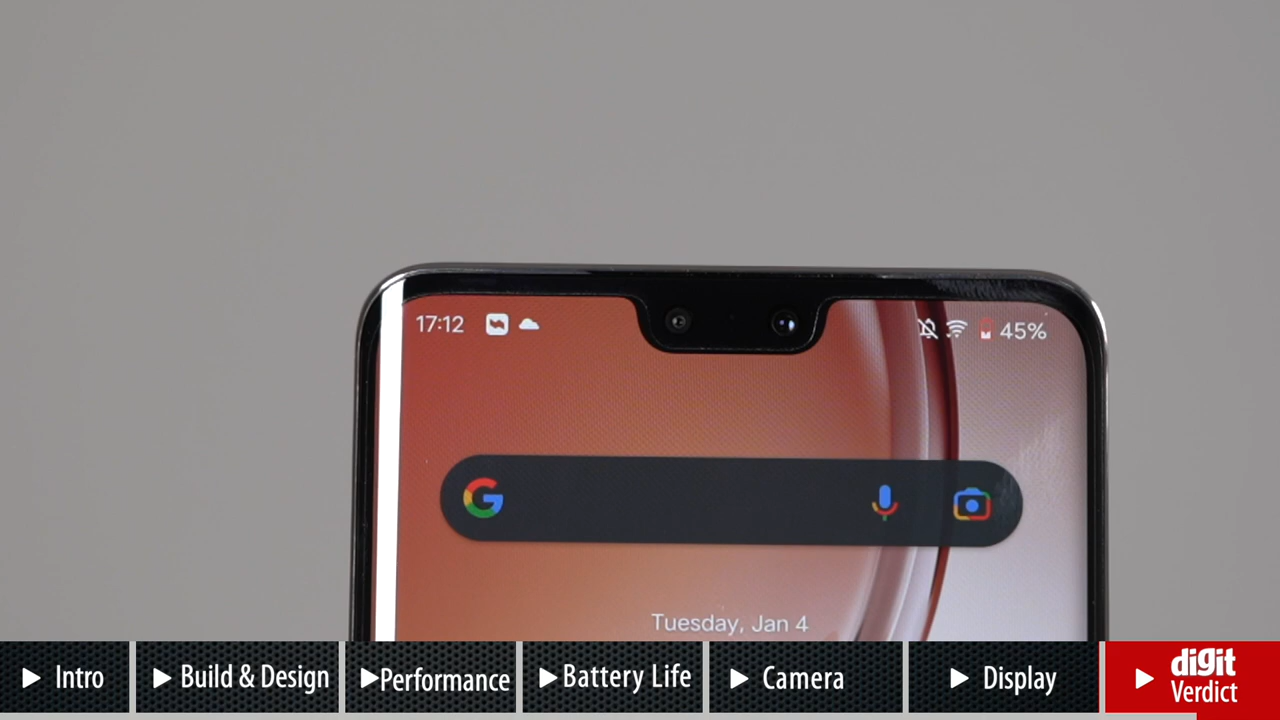 17:12
45%
Tuesday, Jan 4
Intro
Build & Design
Performance
Battery Life
Camera
Display
digit
Verdict